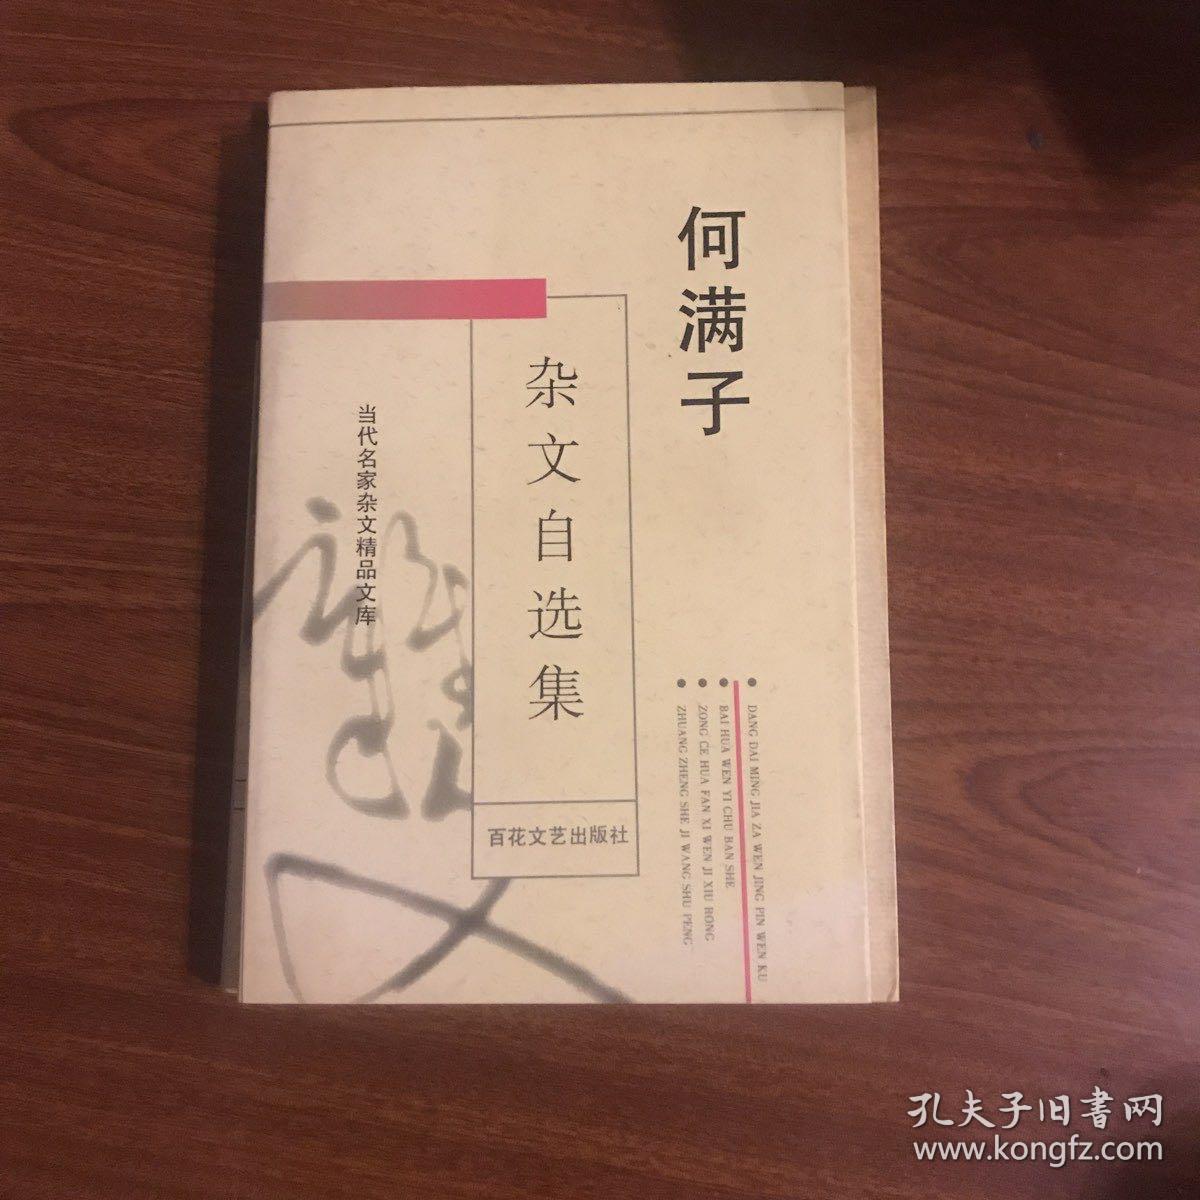 何满子
杂文自选集
当代名家杂文精品文库
百花文艺出版社
DANG DAI MING JIA ZA WEN JING PIN WEN KU
BAI HUA WEN YI CHU BAN SHE
ZONG CE HUA FAN XI WEN JI XIU RONG
ZHUANG ZHENG SHE JI WANG SHU PENG
孔夫子旧書网
www.kongfz.com